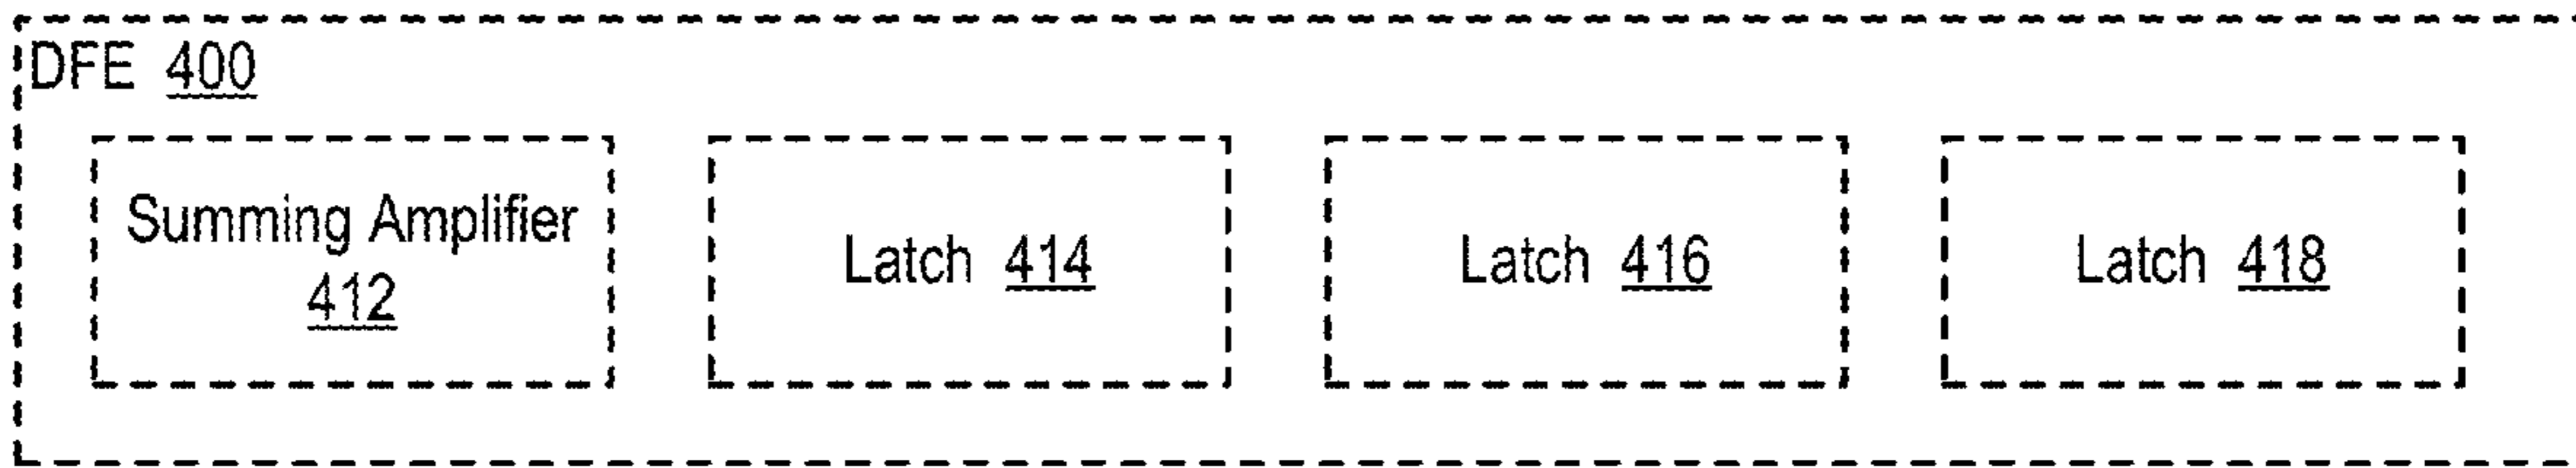 DFE 400
Summing Amplifier
412
Latch 414
Latch 416
Latch 418